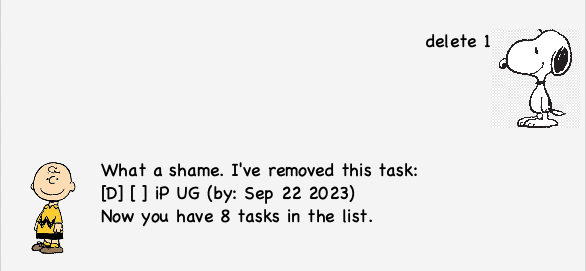 delete 1
What a shame. I've removed this task:
[D] [ ] iP UG (by: Sep 22 2023)
Now you have 8 tasks in the list.